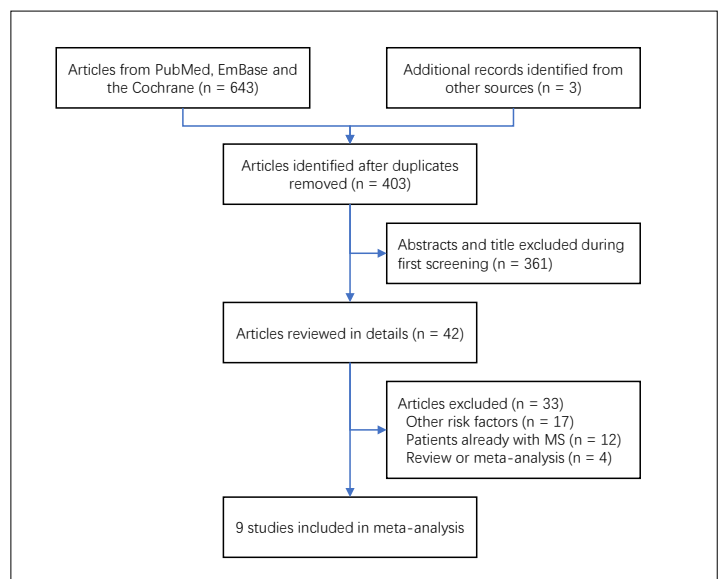 Articles from PubMed, EmBase and
the Cochrane (n = 643)
Additional records identified from
other sources (n = 3)
Articles identified after duplicates
removed (n = 403)
Abstracts and title excluded during
first screening (n = 361)
Articles reviewed in details (n = 42)
Articles excluded (n = 33)
Other risk factors (n = 17)
Patients already with MS (n = 12)
Review or meta-analysis (n = 4)
9 studies included in meta-analysis